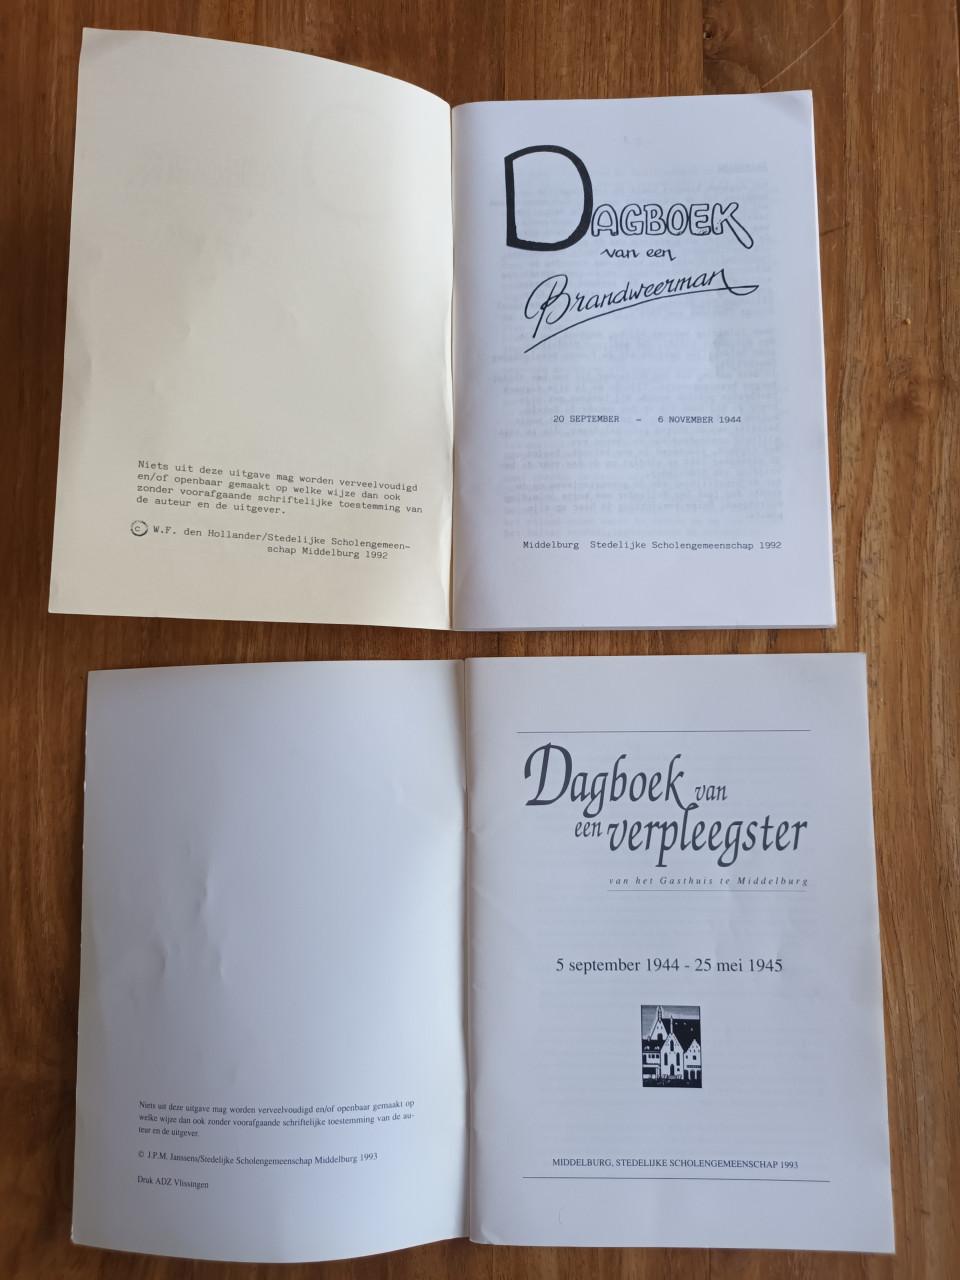 Niets uit deze uitgave mag worden verveelvoudigd
en/of openbaar gemaakt op welke wijze dan ook
zonder voorafgaande schriftelijke toestemming van
de auteur en de uitgever.
© W.F. den Hollander/Stedelijke Scholengemeen-
schap Middelburg 1992
DAGBOEK
van een
Brandweerman
20 SEPTEMBER - 6 NOVEMBER 1944
Middelburg Stedelijke Scholengemeenschap 1992
Niets uit deze uitgave mag worden verveelvoudigd en/of openbaar gemaakt op
welke wijze dan ook zonder voorafgaande schriftelijke toestemming van de au-
teur en de uitgever.
© J.P.M. Janssens/Stedelijke Scholengemeenschap Middelburg 1993
Druk ADZ Vlissingen
Dagboek van
een verpleegster
van het Gasthuis te Middelburg
5 september 1944 - 25 mei 1945
MIDDELBURG, STEDELIJKE SCHOLENGEMEENSCHAP 1993